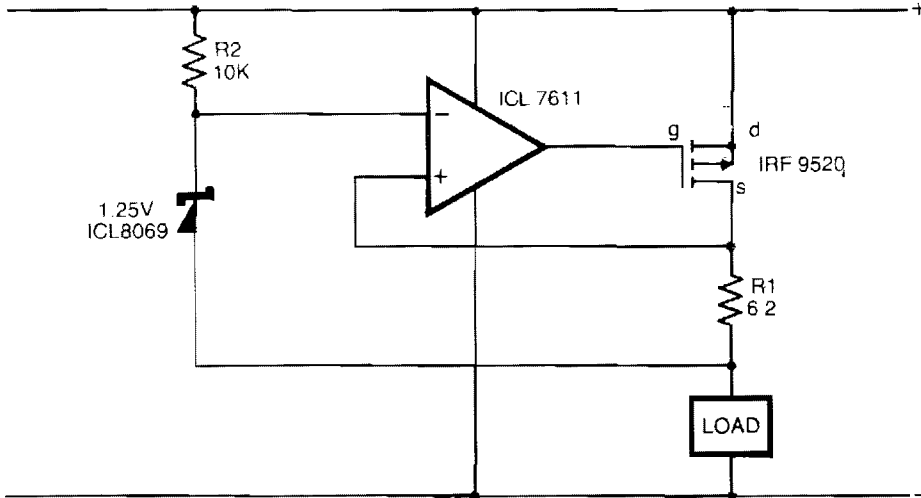 +
R2
10K
ICL 7611
−
g
d
IRF 9520
+
s
1.25V
ICL8069
R1
6 2
LOAD
-